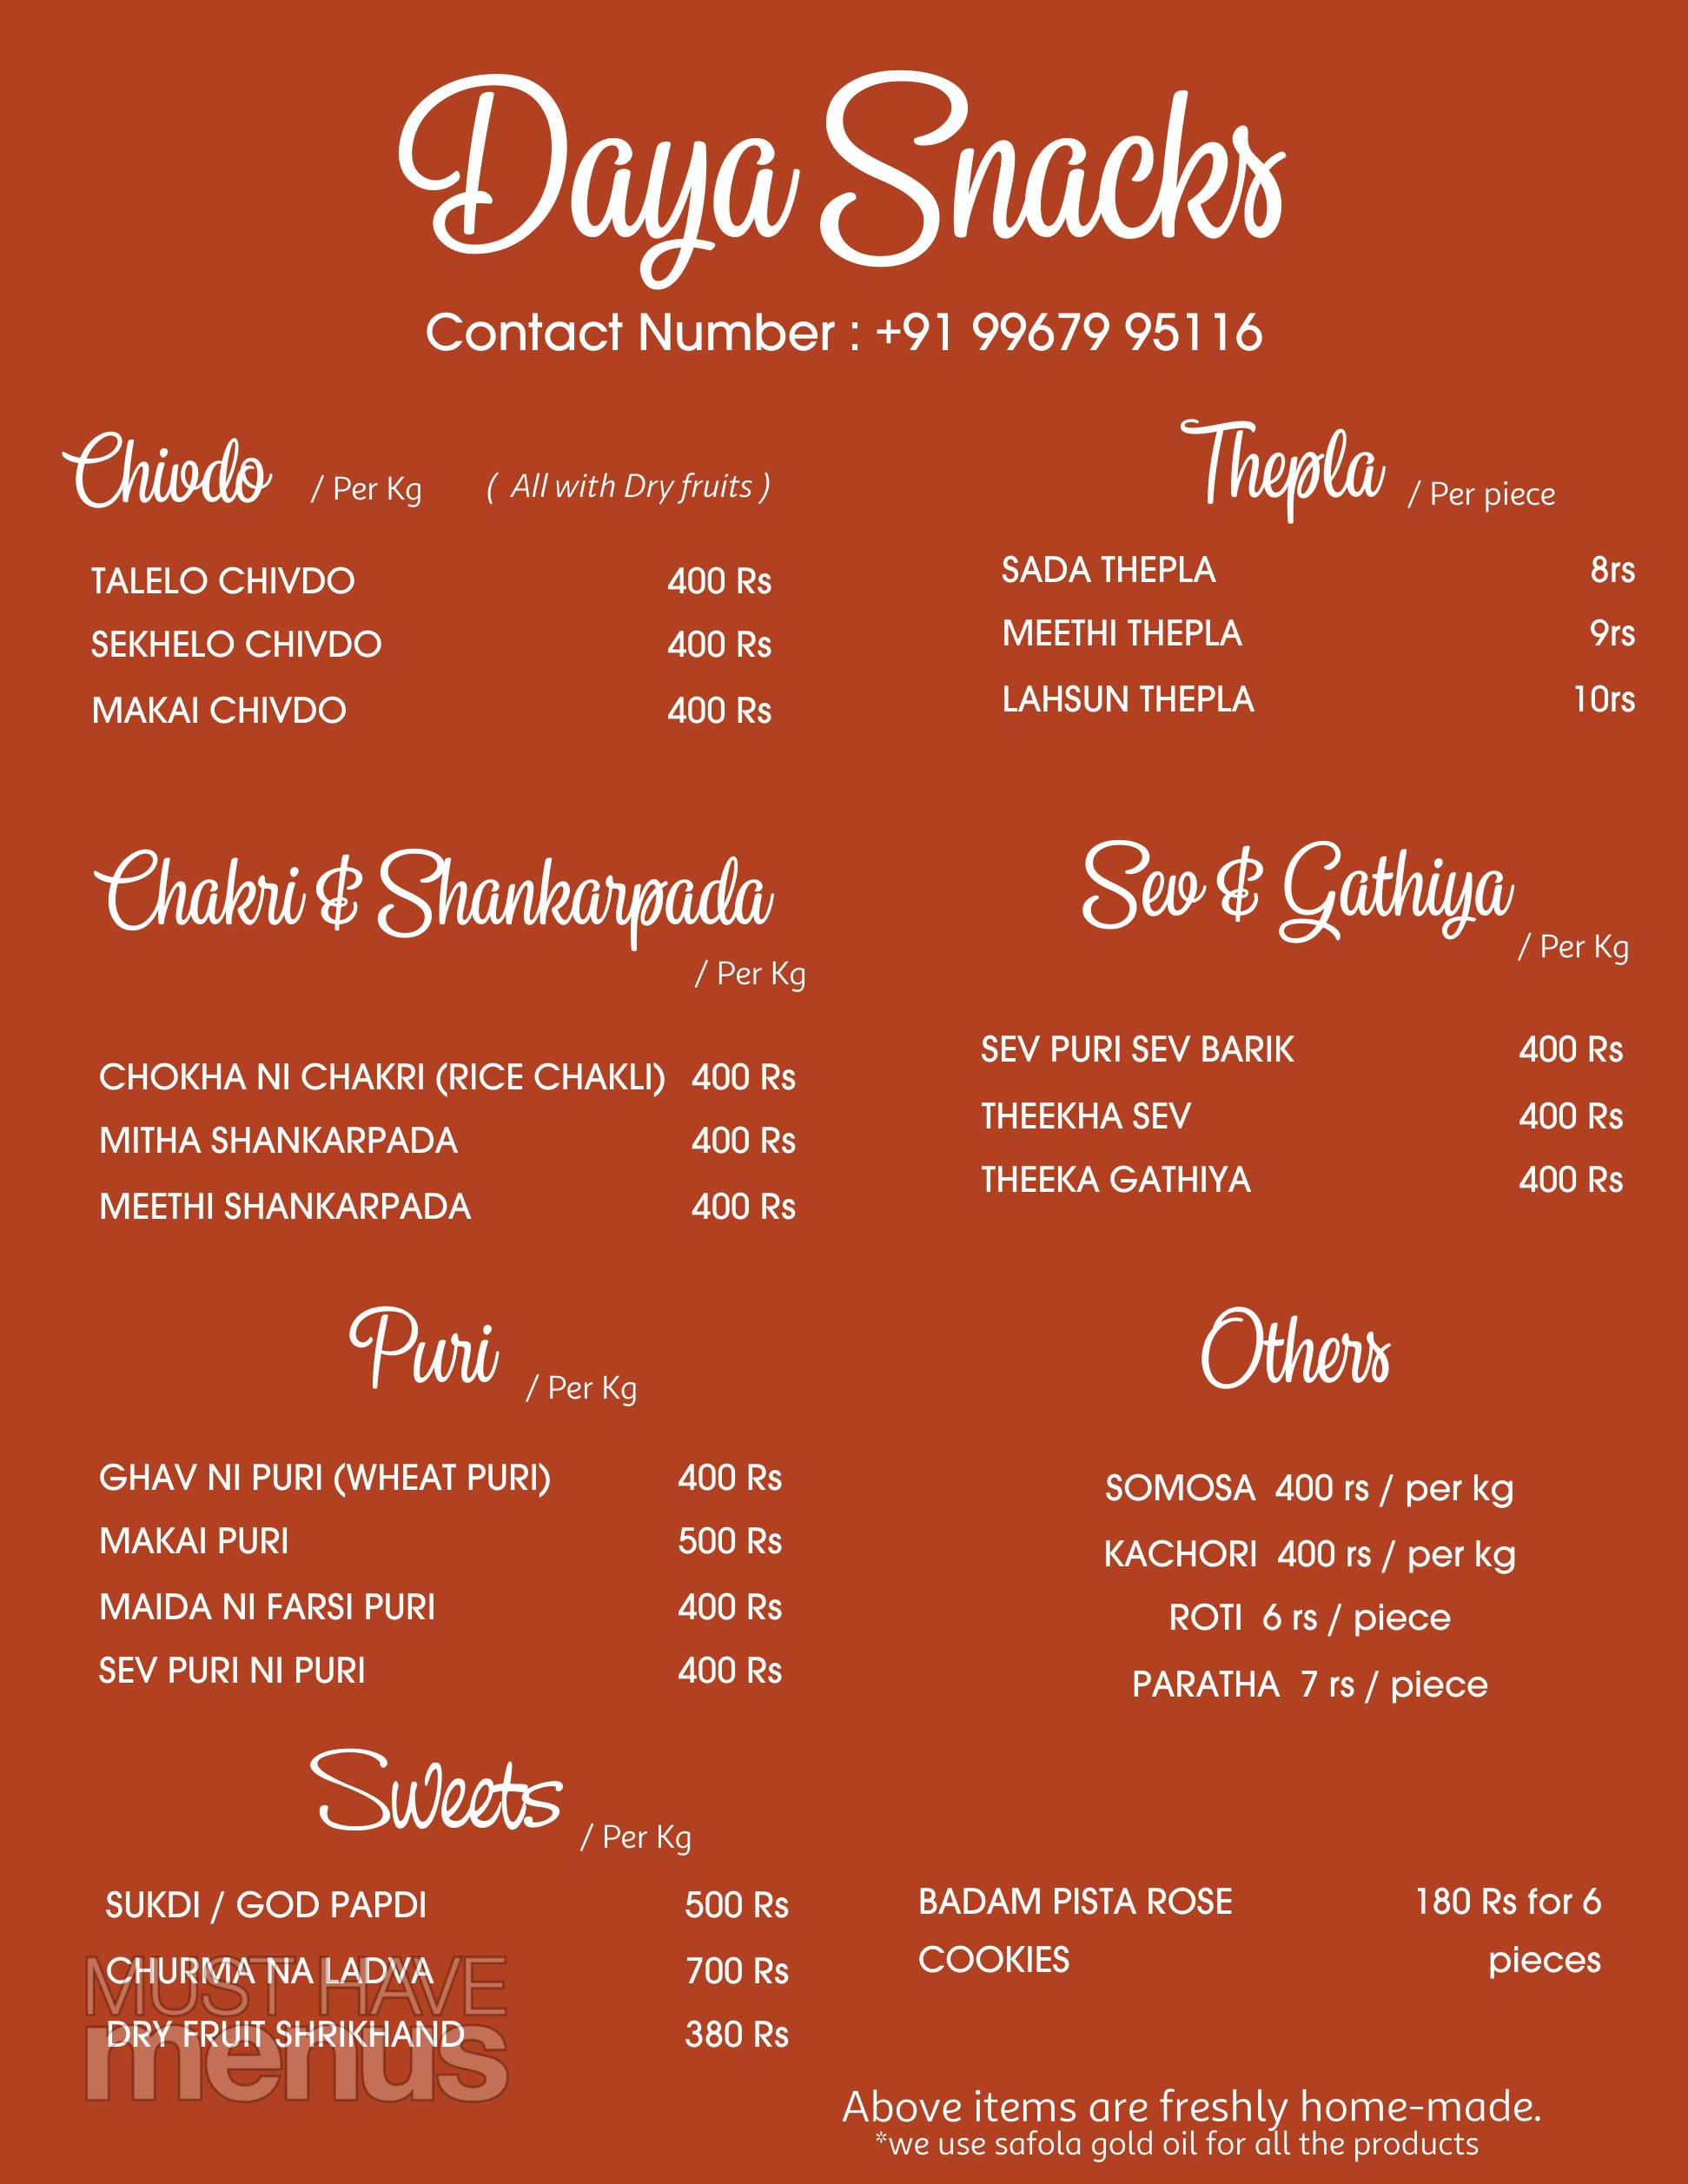 Daya Snacks
Contact Number : +91 99679 95116
Chivdo / Per Kg ( All with Dry fruits )
TALELO CHIVDO 400 Rs
SEKHELO CHIVDO 400 Rs
MAKAI CHIVDO 400 Rs
Thepla / Per piece
SADA THEPLA 8rs
MEETHI THEPLA 9rs
LAHSUN THEPLA 10rs
Chakri & Shankarpada
/ Per Kg
CHOKHA NI CHAKRI (RICE CHAKLI) 400 Rs
MITHA SHANKARPADA 400 Rs
MEETHI SHANKARPADA 400 Rs
Sev & Gathiya
/ Per Kg
SEV PURI SEV BARIK 400 Rs
THEEKHA SEV 400 Rs
THEEKA GATHIYA 400 Rs
Puri / Per Kg
GHAV NI PURI (WHEAT PURI) 400 Rs
MAKAI PURI 500 Rs
MAIDA NI FARSI PURI 400 Rs
SEV PURI NI PURI 400 Rs
Others
SOMOSA 400 rs / per kg
KACHORI 400 rs / per kg
ROTI 6 rs / piece
PARATHA 7 rs / piece
Sweets / Per Kg
SUKDI / GOD PAPDI 500 Rs
CHURMA NA LADVA 700 Rs
DRY FRUIT SHRIKHAND 380 Rs
MUST HAVE
menus
BADAM PISTA ROSE 180 Rs for 6
COOKIES pieces
Above items are freshly home-made.
*we use safola gold oil for all the products